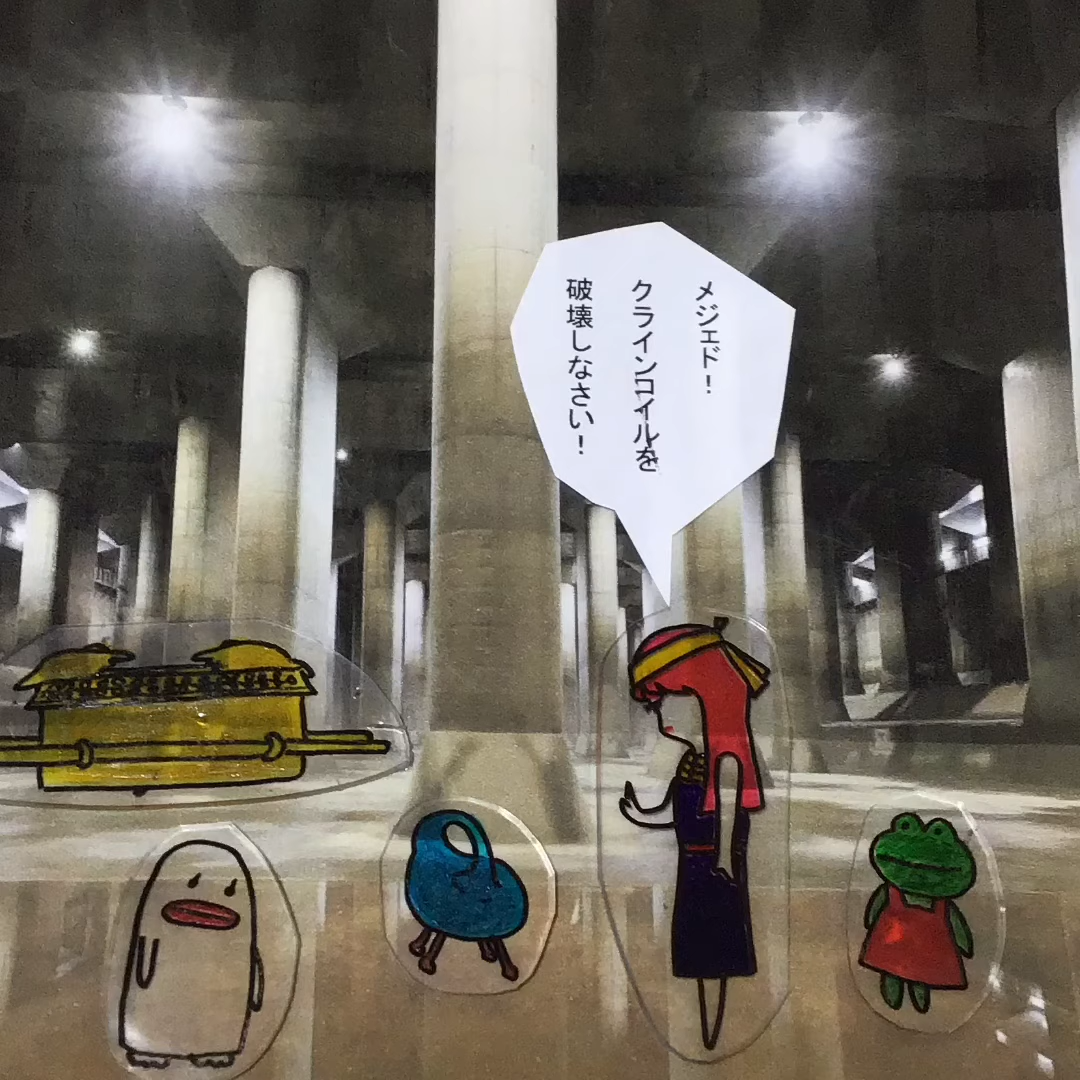 メジェド！
クラインコイルを
破壊しなさい！